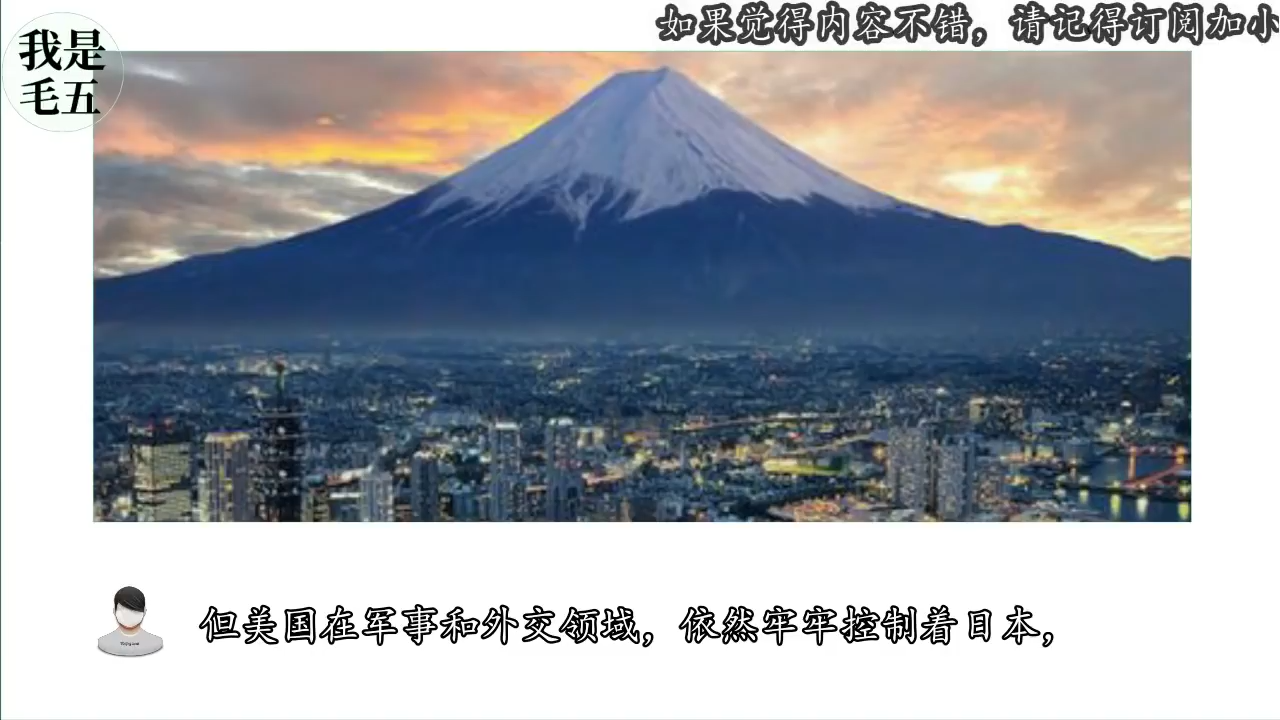 我是
毛五
如果觉得内容不错，请记得订阅加小
但美国在军事和外交领域，依然牢牢控制着日本，